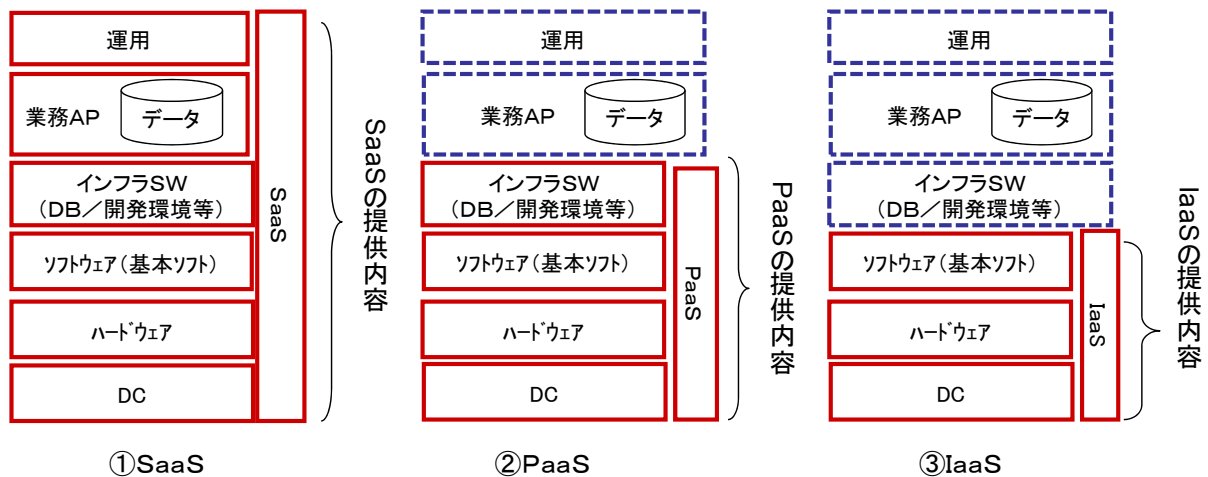 運用
業務AP
データ
インフラSW
(DB/開発環境等)
ソフトウェア(基本ソフト)
ハードウェア
DC
SaaS
SaaSの提供内容
①SaaS
運用
業務AP
データ
インフラSW
(DB/開発環境等)
ソフトウェア(基本ソフト)
ハードウェア
DC
PaaS
PaaSの提供内容
②PaaS
運用
業務AP
データ
インフラSW
(DB/開発環境等)
ソフトウェア(基本ソフト)
ハードウェア
DC
IaaS
IaaSの提供内容
③IaaS